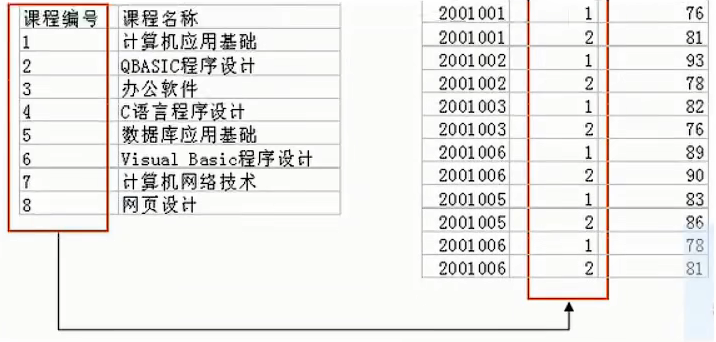 课程编号 课程名称
1 计算机应用基础
2 QBASIC程序设计
3 办公软件
4 C语言程序设计
5 数据库应用基础
6 Visual Basic程序设计
7 计算机网络技术
8 网页设计
2001001 1 76
2001001 2 81
2001002 1 93
2001002 2 78
2001003 1 82
2001003 2 76
2001006 1 89
2001006 2 90
2001005 1 83
2001005 2 86
2001006 1 78
2001006 2 81